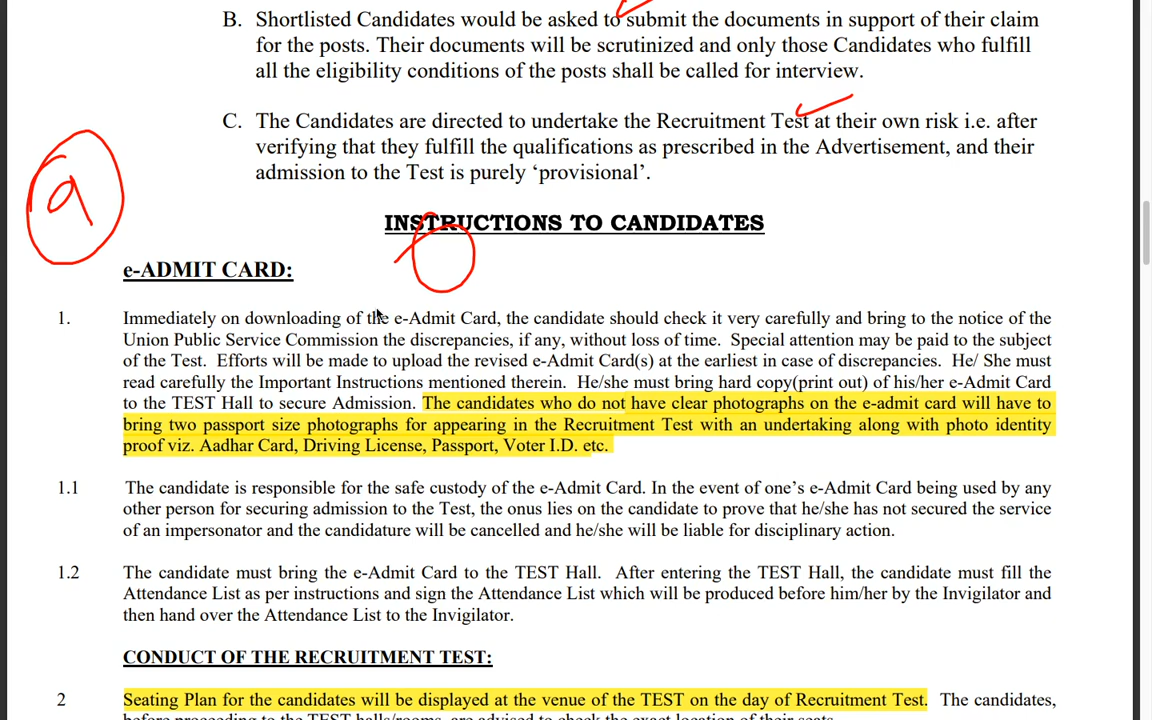 B. Shortlisted Candidates would be asked to submit the documents in support of their claim
for the posts. Their documents will be scrutinized and only those Candidates who fulfill
all the eligibility conditions of the posts shall be called for interview.
C. The Candidates are directed to undertake the Recruitment Test at their own risk i.e. after
verifying that they fulfill the qualifications as prescribed in the Advertisement, and their
admission to the Test is purely ‘provisional’.
INSTRUCTIONS TO CANDIDATES
e-ADMIT CARD:
1. Immediately on downloading of the e-Admit Card, the candidate should check it very carefully and bring to the notice of the
Union Public Service Commission the discrepancies, if any, without loss of time. Special attention may be paid to the subject
of the Test. Efforts will be made to upload the revised e-Admit Card(s) at the earliest in case of discrepancies. He/ She must
read carefully the Important Instructions mentioned therein. He/she must bring hard copy(print out) of his/her e-Admit Card
to the TEST Hall to secure Admission. The candidates who do not have clear photographs on the e-admit card will have to
bring two passport size photographs for appearing in the Recruitment Test with an undertaking along with photo identity
proof viz. Aadhar Card, Driving License, Passport, Voter I.D. etc.
1.1 The candidate is responsible for the safe custody of the e-Admit Card. In the event of one’s e-Admit Card being used by any
other person for securing admission to the Test, the onus lies on the candidate to prove that he/she has not secured the service
of an impersonator and the candidature will be cancelled and he/she will be liable for disciplinary action.
1.2 The candidate must bring the e-Admit Card to the TEST Hall. After entering the TEST Hall, the candidate must fill the
Attendance List as per instructions and sign the Attendance List which will be produced before him/her by the Invigilator and
then hand over the Attendance List to the Invigilator.
CONDUCT OF THE RECRUITMENT TEST:
2 Seating Plan for the candidates will be displayed at the venue of the TEST on the day of Recruitment Test. The candidates,
before proceeding to the TEST halls/rooms, are advised to check the exact location of their seats.